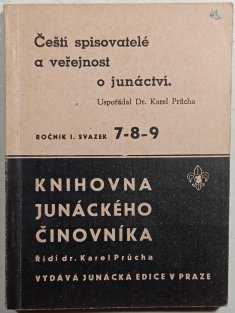 49.
Čeští spisovatelé
a veřejnost
o junáctví.
Uspořádal Dr. Karel Průcha
ROČNÍK I. SVAZEK 7-8-9
KNIHOVNA
JUNÁCKÉHO
ČINOVNÍKA
Řídí dr. Karel Průcha
VYDÁVÁ JUNÁCKÁ EDICE V PRAZE